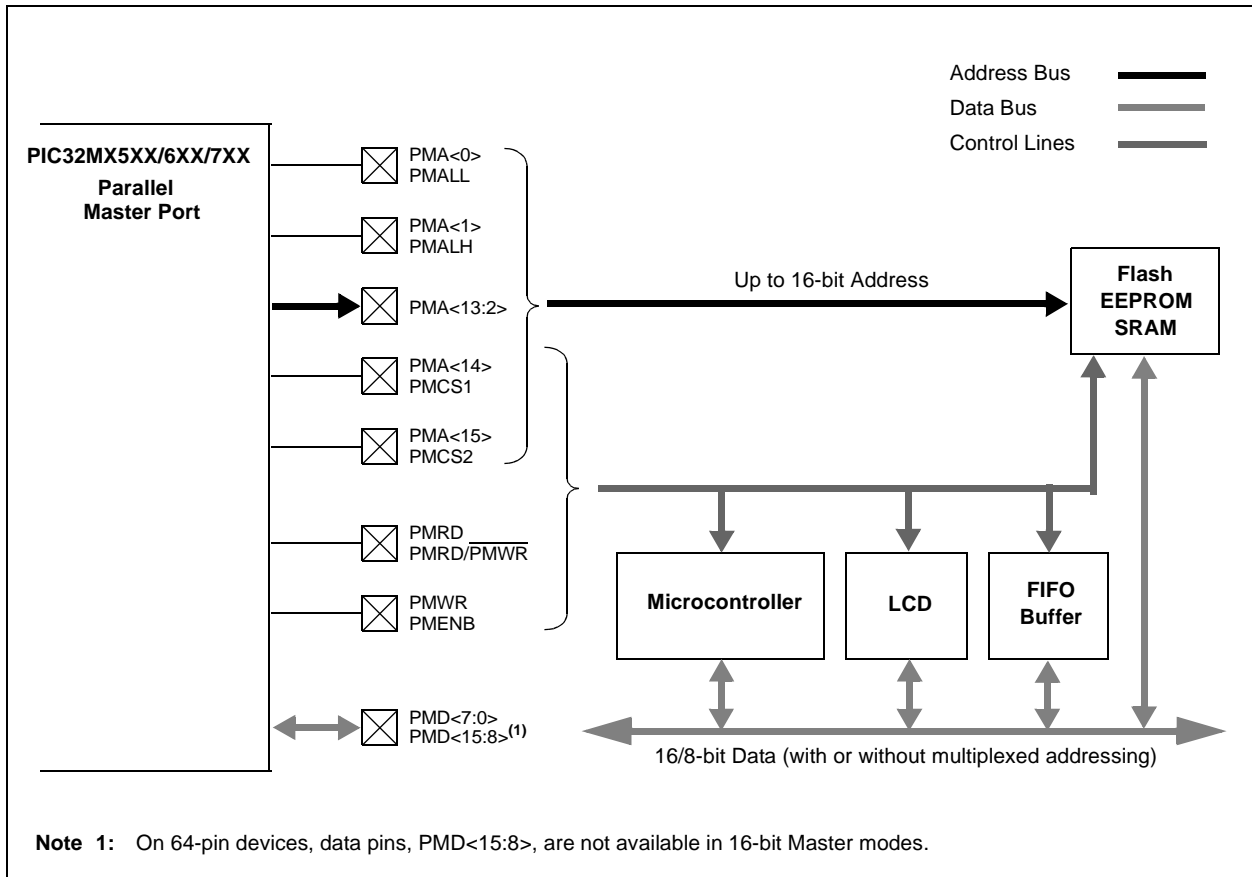 Address Bus
Data Bus
Control Lines
PIC32MX5XX/6XX/7XX
Parallel
Master Port
PMA<0>
PMALL
PMA<1>
PMALH
PMA<13:2>
PMA<14>
PMCS1
PMA<15>
PMCS2
PMRD
PMRD/PMWR
PMWR
PMENB
PMD<7:0>
PMD<15:8>(1)
Up to 16-bit Address
Flash
EEPROM
SRAM
Microcontroller
LCD
FIFO
Buffer
16/8-bit Data (with or without multiplexed addressing)
Note 1: On 64-pin devices, data pins, PMD<15:8>, are not available in 16-bit Master modes.